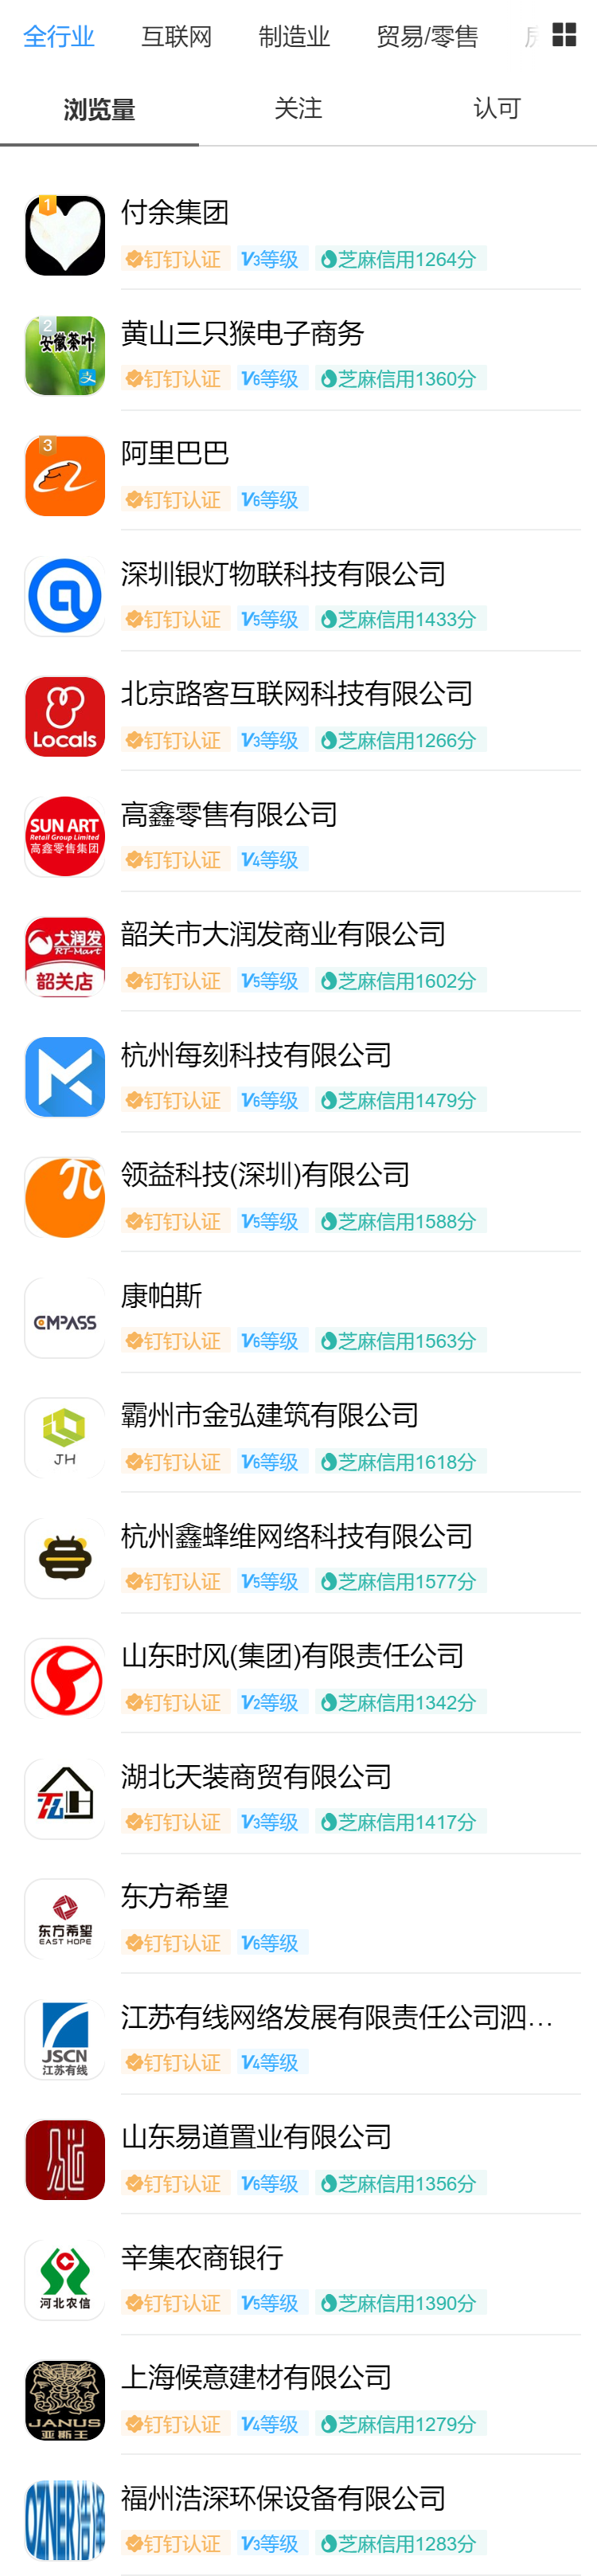 全行业 互联网 制造业 贸易/零售
浏览量 关注 认可
1
付余集团
钉钉认证 V3等级 芝麻信用1264分
2
安徽茶叶
支
黄山三只猴电子商务
钉钉认证 V6等级 芝麻信用1360分
3
阿里巴巴
钉钉认证 V6等级
深圳银灯物联科技有限公司
钉钉认证 V5等级 芝麻信用1433分
Locals
北京路客互联网科技有限公司
钉钉认证 V3等级 芝麻信用1266分
SUN ART
Retail Group Limited
高鑫零售集团
高鑫零售有限公司
钉钉认证 V4等级
大润发
RT-Mart
韶关店
韶关市大润发商业有限公司
钉钉认证 V5等级 芝麻信用1602分
杭州每刻科技有限公司
钉钉认证 V6等级 芝麻信用1479分
π
领益科技(深圳)有限公司
钉钉认证 V5等级 芝麻信用1588分
COMPASS
康帕斯
钉钉认证 V6等级 芝麻信用1563分
JH
霸州市金弘建筑有限公司
钉钉认证 V6等级 芝麻信用1618分
杭州鑫蜂维网络科技有限公司
钉钉认证 V5等级 芝麻信用1577分
山东时风(集团)有限责任公司
钉钉认证 V2等级 芝麻信用1342分
湖北天装商贸有限公司
钉钉认证 V3等级 芝麻信用1417分
东方希望
EAST HOPE
东方希望
钉钉认证 V6等级
JSCN
江苏有线
江苏有线网络发展有限责任公司泗...
钉钉认证 V4等级
山东易道置业有限公司
钉钉认证 V6等级 芝麻信用1356分
河北农信
辛集农商银行
钉钉认证 V5等级 芝麻信用1390分
JANUS
亚斯王
上海候意建材有限公司
钉钉认证 V4等级 芝麻信用1279分
OZNER
福州浩深环保设备有限公司
钉钉认证 V3等级 芝麻信用1283分